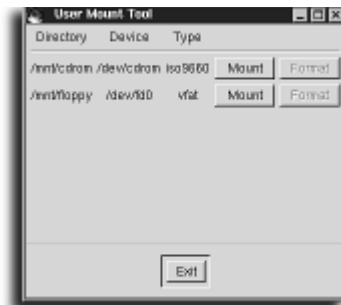 User Mount Tool
Directory Device Type
/mnt/cdrom /dev/cdrom iso9660 Mount Format
/mnt/floppy /dev/fd0 vfat Mount Format
Exit